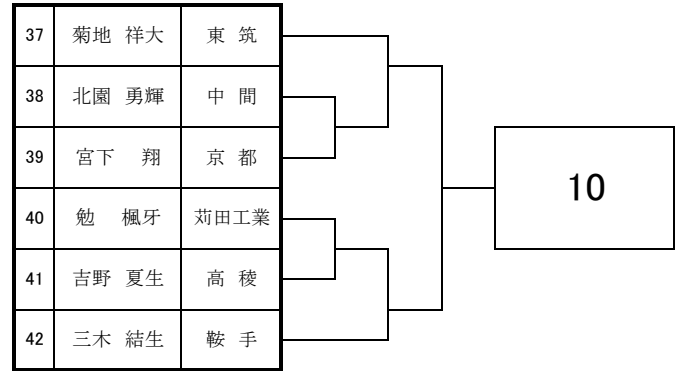 37 菊地 祥大 東 筑
38 北園 勇輝 中 間
39 宮下 翔 京 都
40 勉 楓牙 苅田工業
41 吉野 夏生 高 稜
42 三木 結生 鞍 手
10